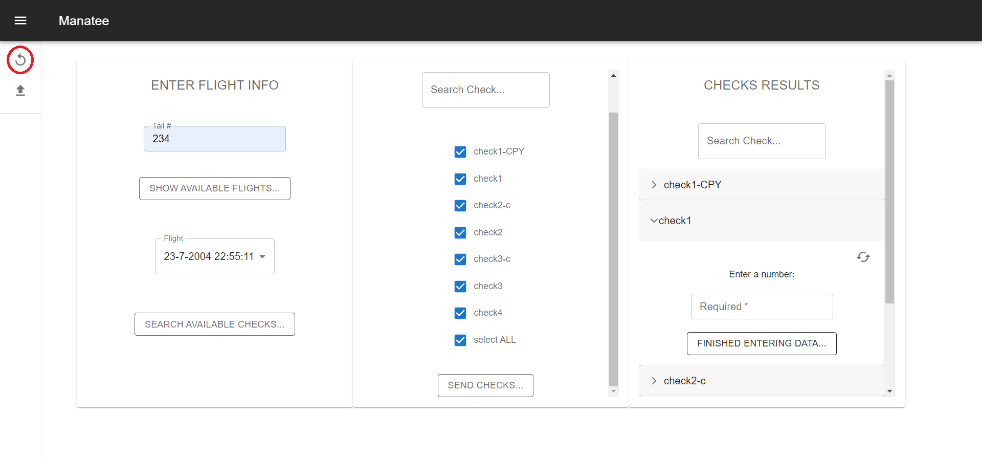 Manatee
ENTER FLIGHT INFO
Tail #
234
SHOW AVAILABLE FLIGHTS...
Flight
23-7-2004 22:55:11
SEARCH AVAILABLE CHECKS...
Search Check...
check1-CPY
check1
check2-c
check2
check3-c
check3
check4
select ALL
SEND CHECKS...
CHECKS RESULTS
Search Check...
check1-CPY
check1
Enter a number:
Required *
FINISHED ENTERING DATA...
check2-c